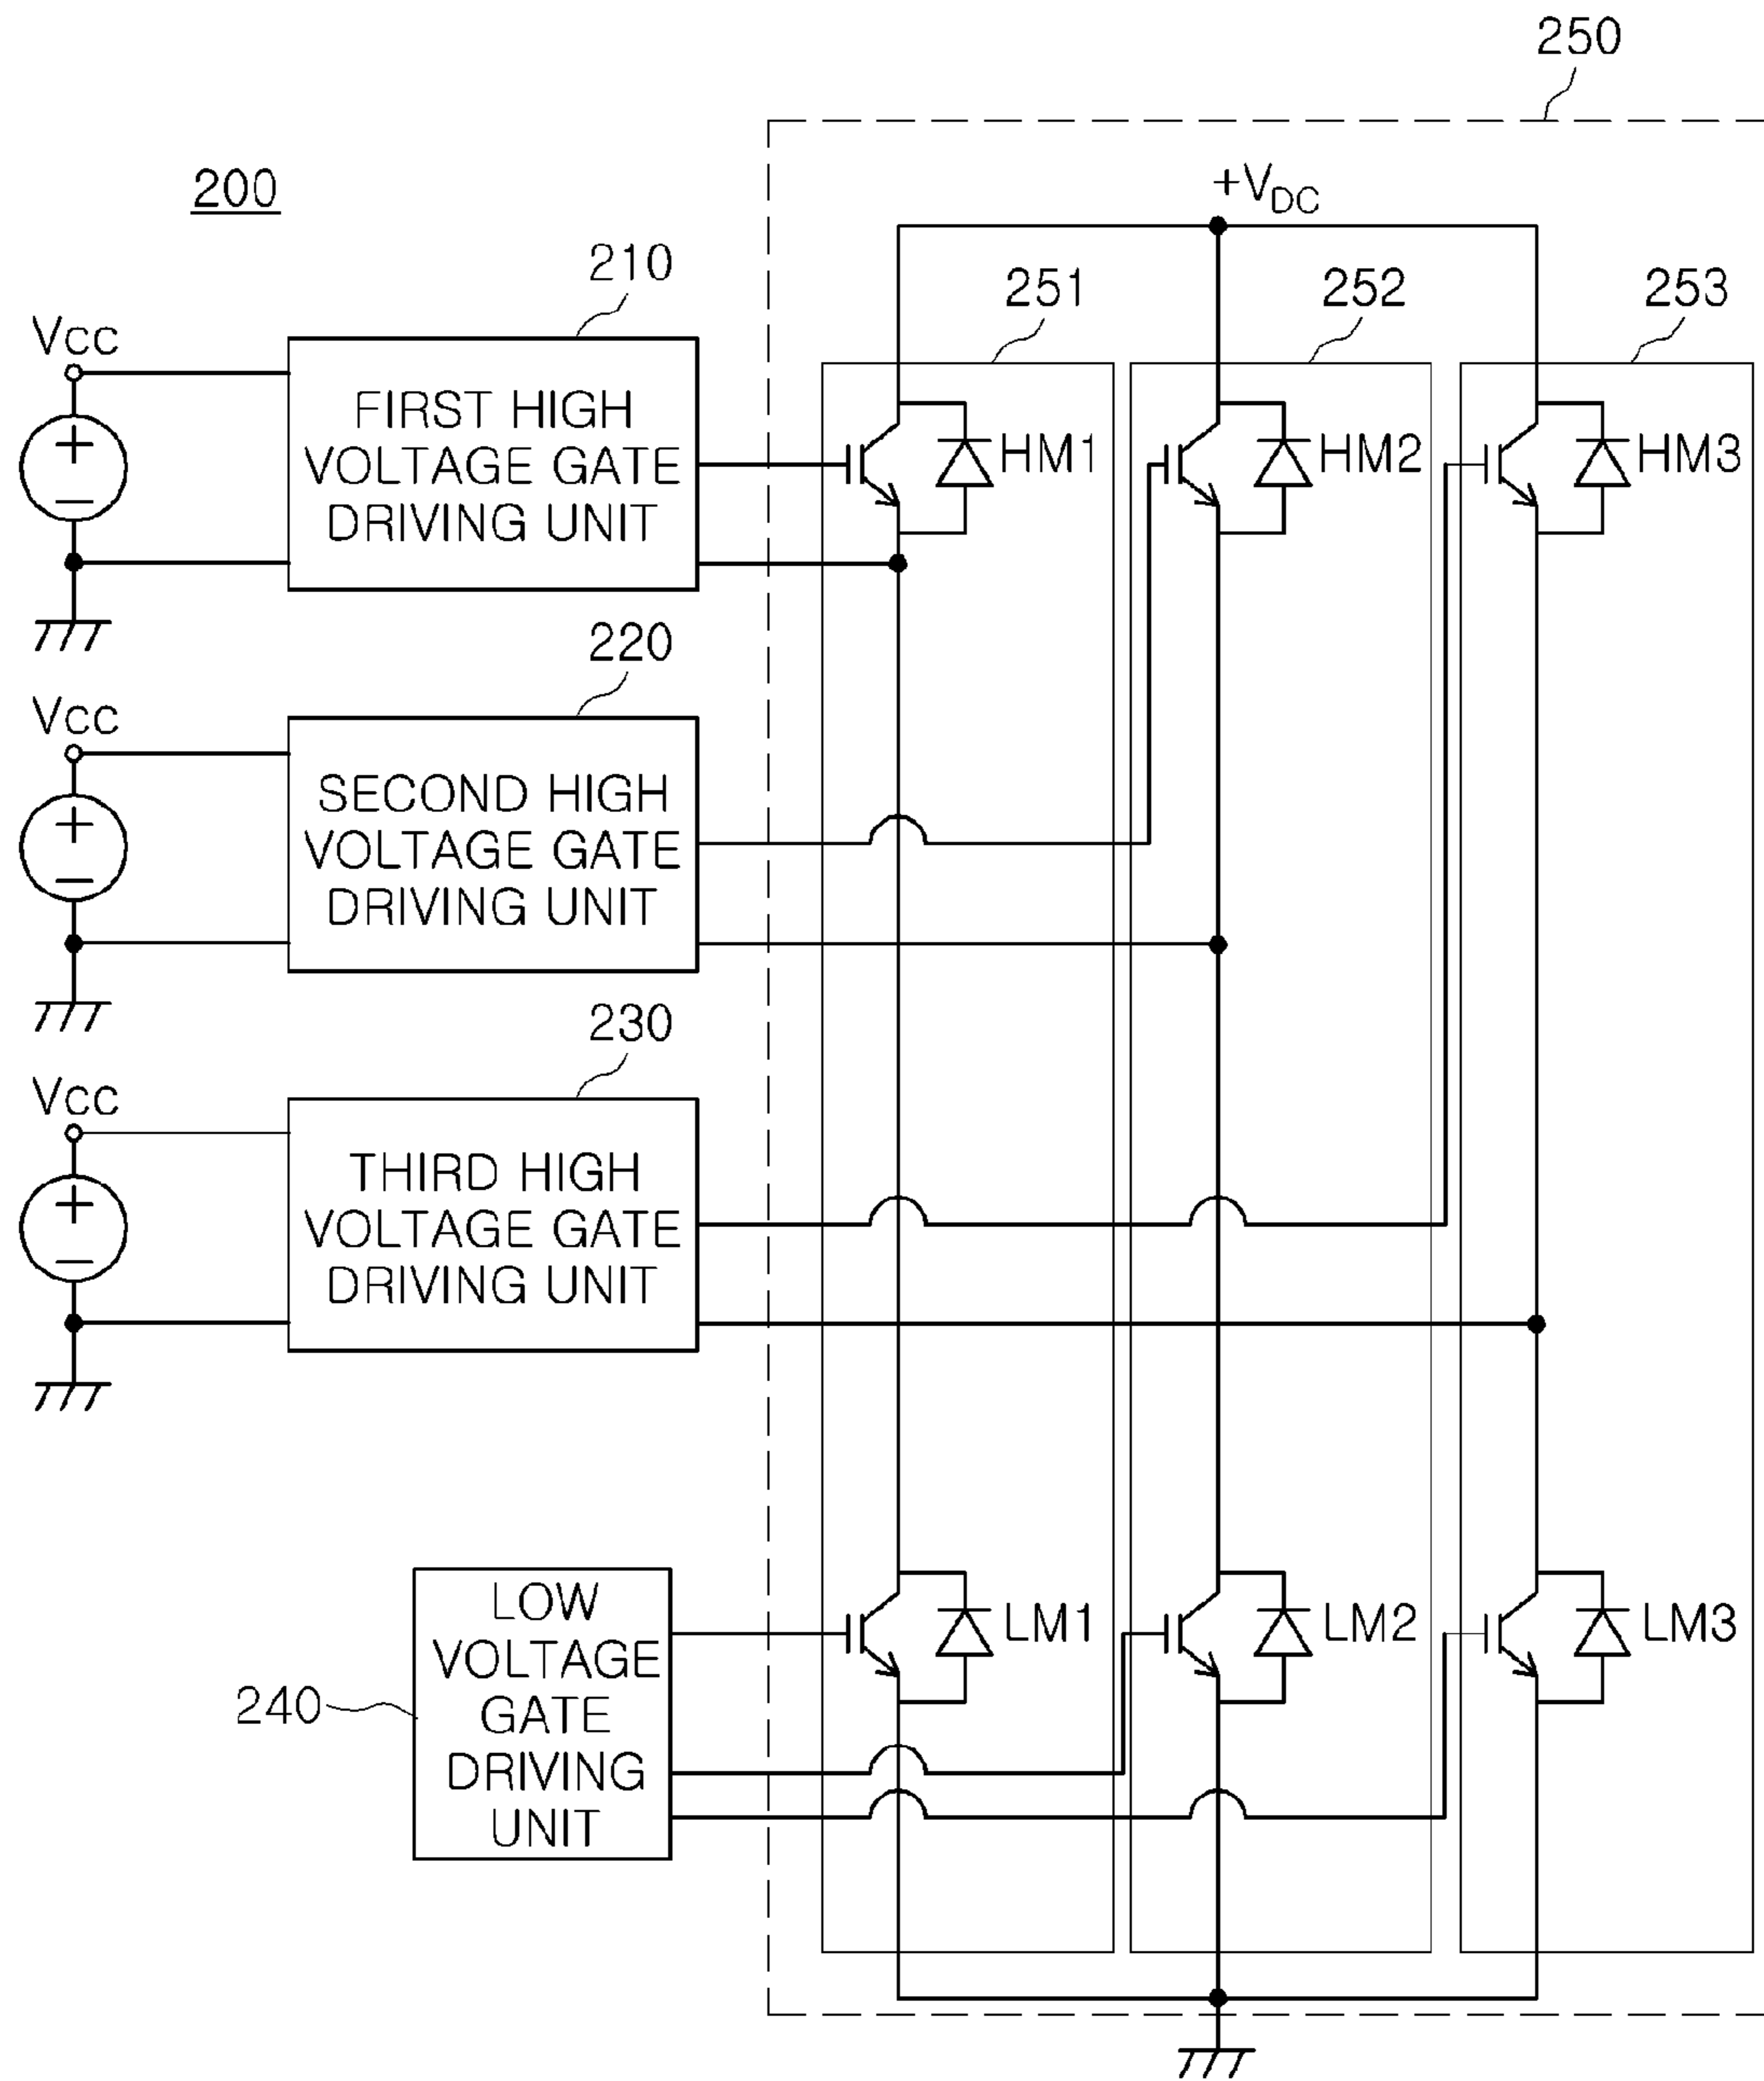 250
200
+VDC
210
251
252
253
VCC
FIRST HIGH
VOLTAGE GATE
DRIVING UNIT
HM1
HM2
HM3
220
VCC
SECOND HIGH
VOLTAGE GATE
DRIVING UNIT
230
VCC
THIRD HIGH
VOLTAGE GATE
DRIVING UNIT
240
LOW
VOLTAGE
GATE
DRIVING
UNIT
LM1
LM2
LM3